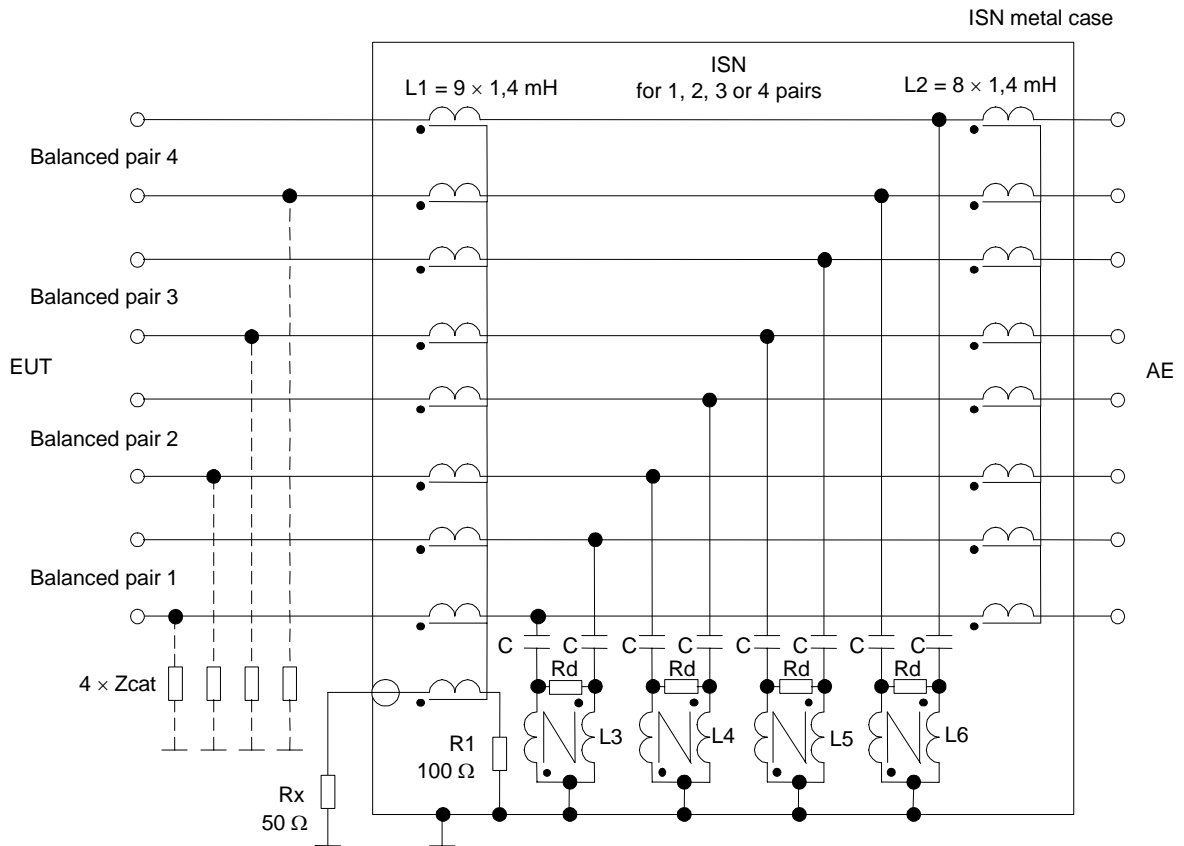 ISN metal case
ISN
for 1, 2, 3 or 4 pairs
L1 = 9 × 1,4 mH
L2 = 8 × 1,4 mH
Balanced pair 4
Balanced pair 3
EUT
AE
Balanced pair 2
Balanced pair 1
C C C C C C C C
Rd Rd Rd Rd
4 × Zcat
L3 L4 L5 L6
R1
100 Ω
Rx
50 Ω